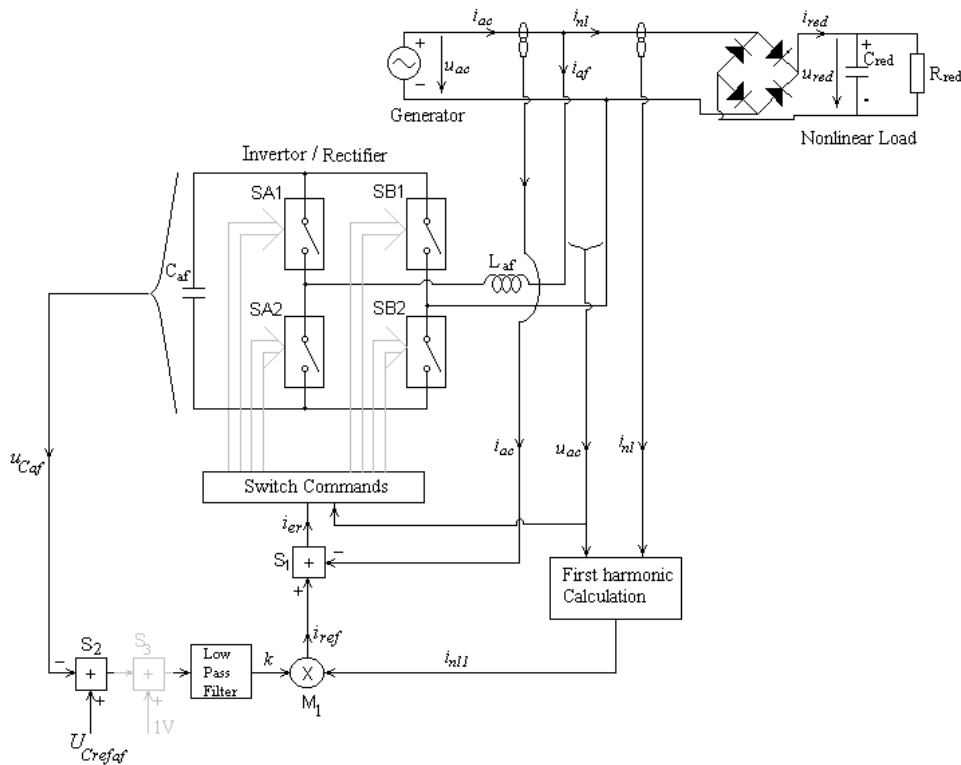 i_ac
i_nl
i_red
+
u_ac
−
i_af
+
C_red
-
u_red
R_red
Generator
Nonlinear Load
Invertor / Rectifier
SA1
SB1
C_af
L_af
SA2
SB2
u_Caf
i_ac
u_ac
i_nl
Switch Commands
i_er
S_1
+
−
+
First harmonic
Calculation
i_ref
S_2
S_3
−
+
+
Low
Pass
Filter
k
X
i_nl1
+
+
M_1
1V
U_Crefaf